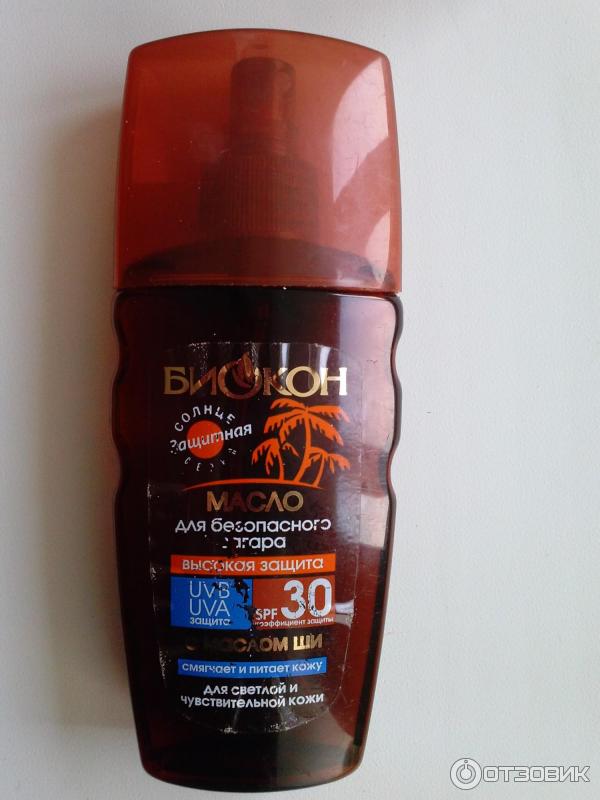 БИОКОН
СОЛНЦЕ
Защитная
МАСЛО
для безопасного
загара
ВЫСОКАЯ ЗАЩИТА
UVB
UVA
защита
SPF 30
коэффициент защиты
С МАСЛОМ ШИ
смягчает и питает кожу
для светлой и
чувствительной кожи
ОТЗОВИК